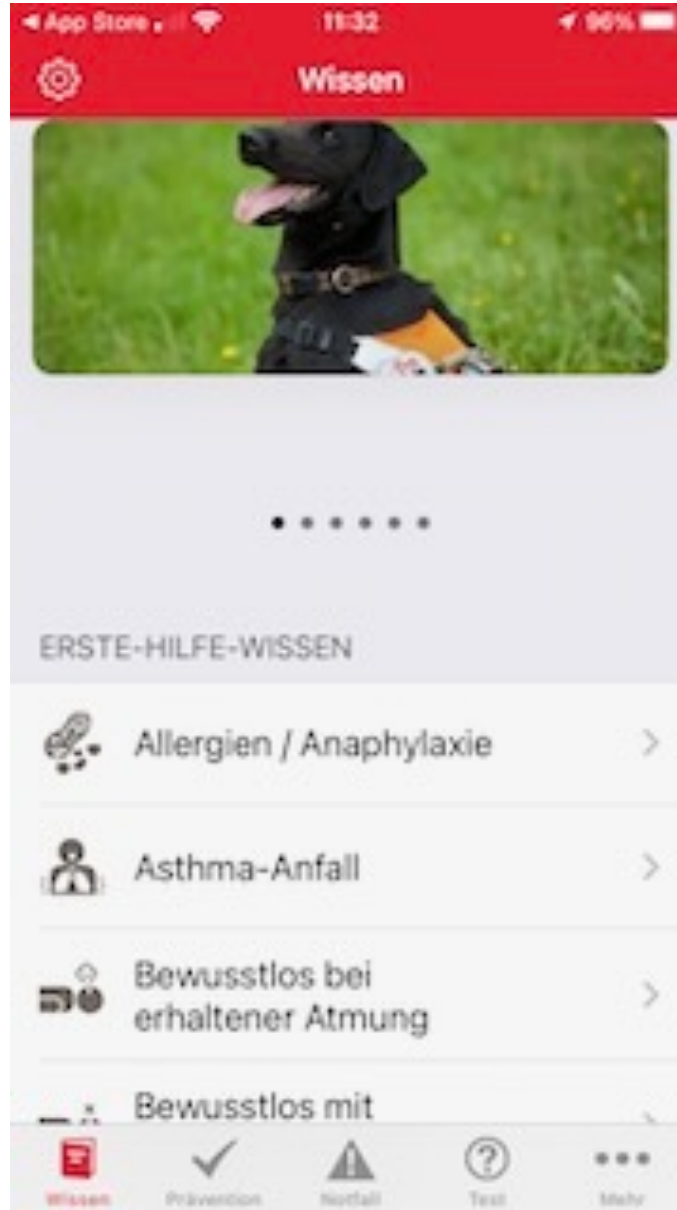 App Store
11:32
96%
Wissen
ERSTE-HILFE-WISSEN
Allergien / Anaphylaxie
Asthma-Anfall
Bewusstlos bei
erhaltener Atmung
Bewusstlos mit
Wissen
Prävention
Notfall
Test
Mehr